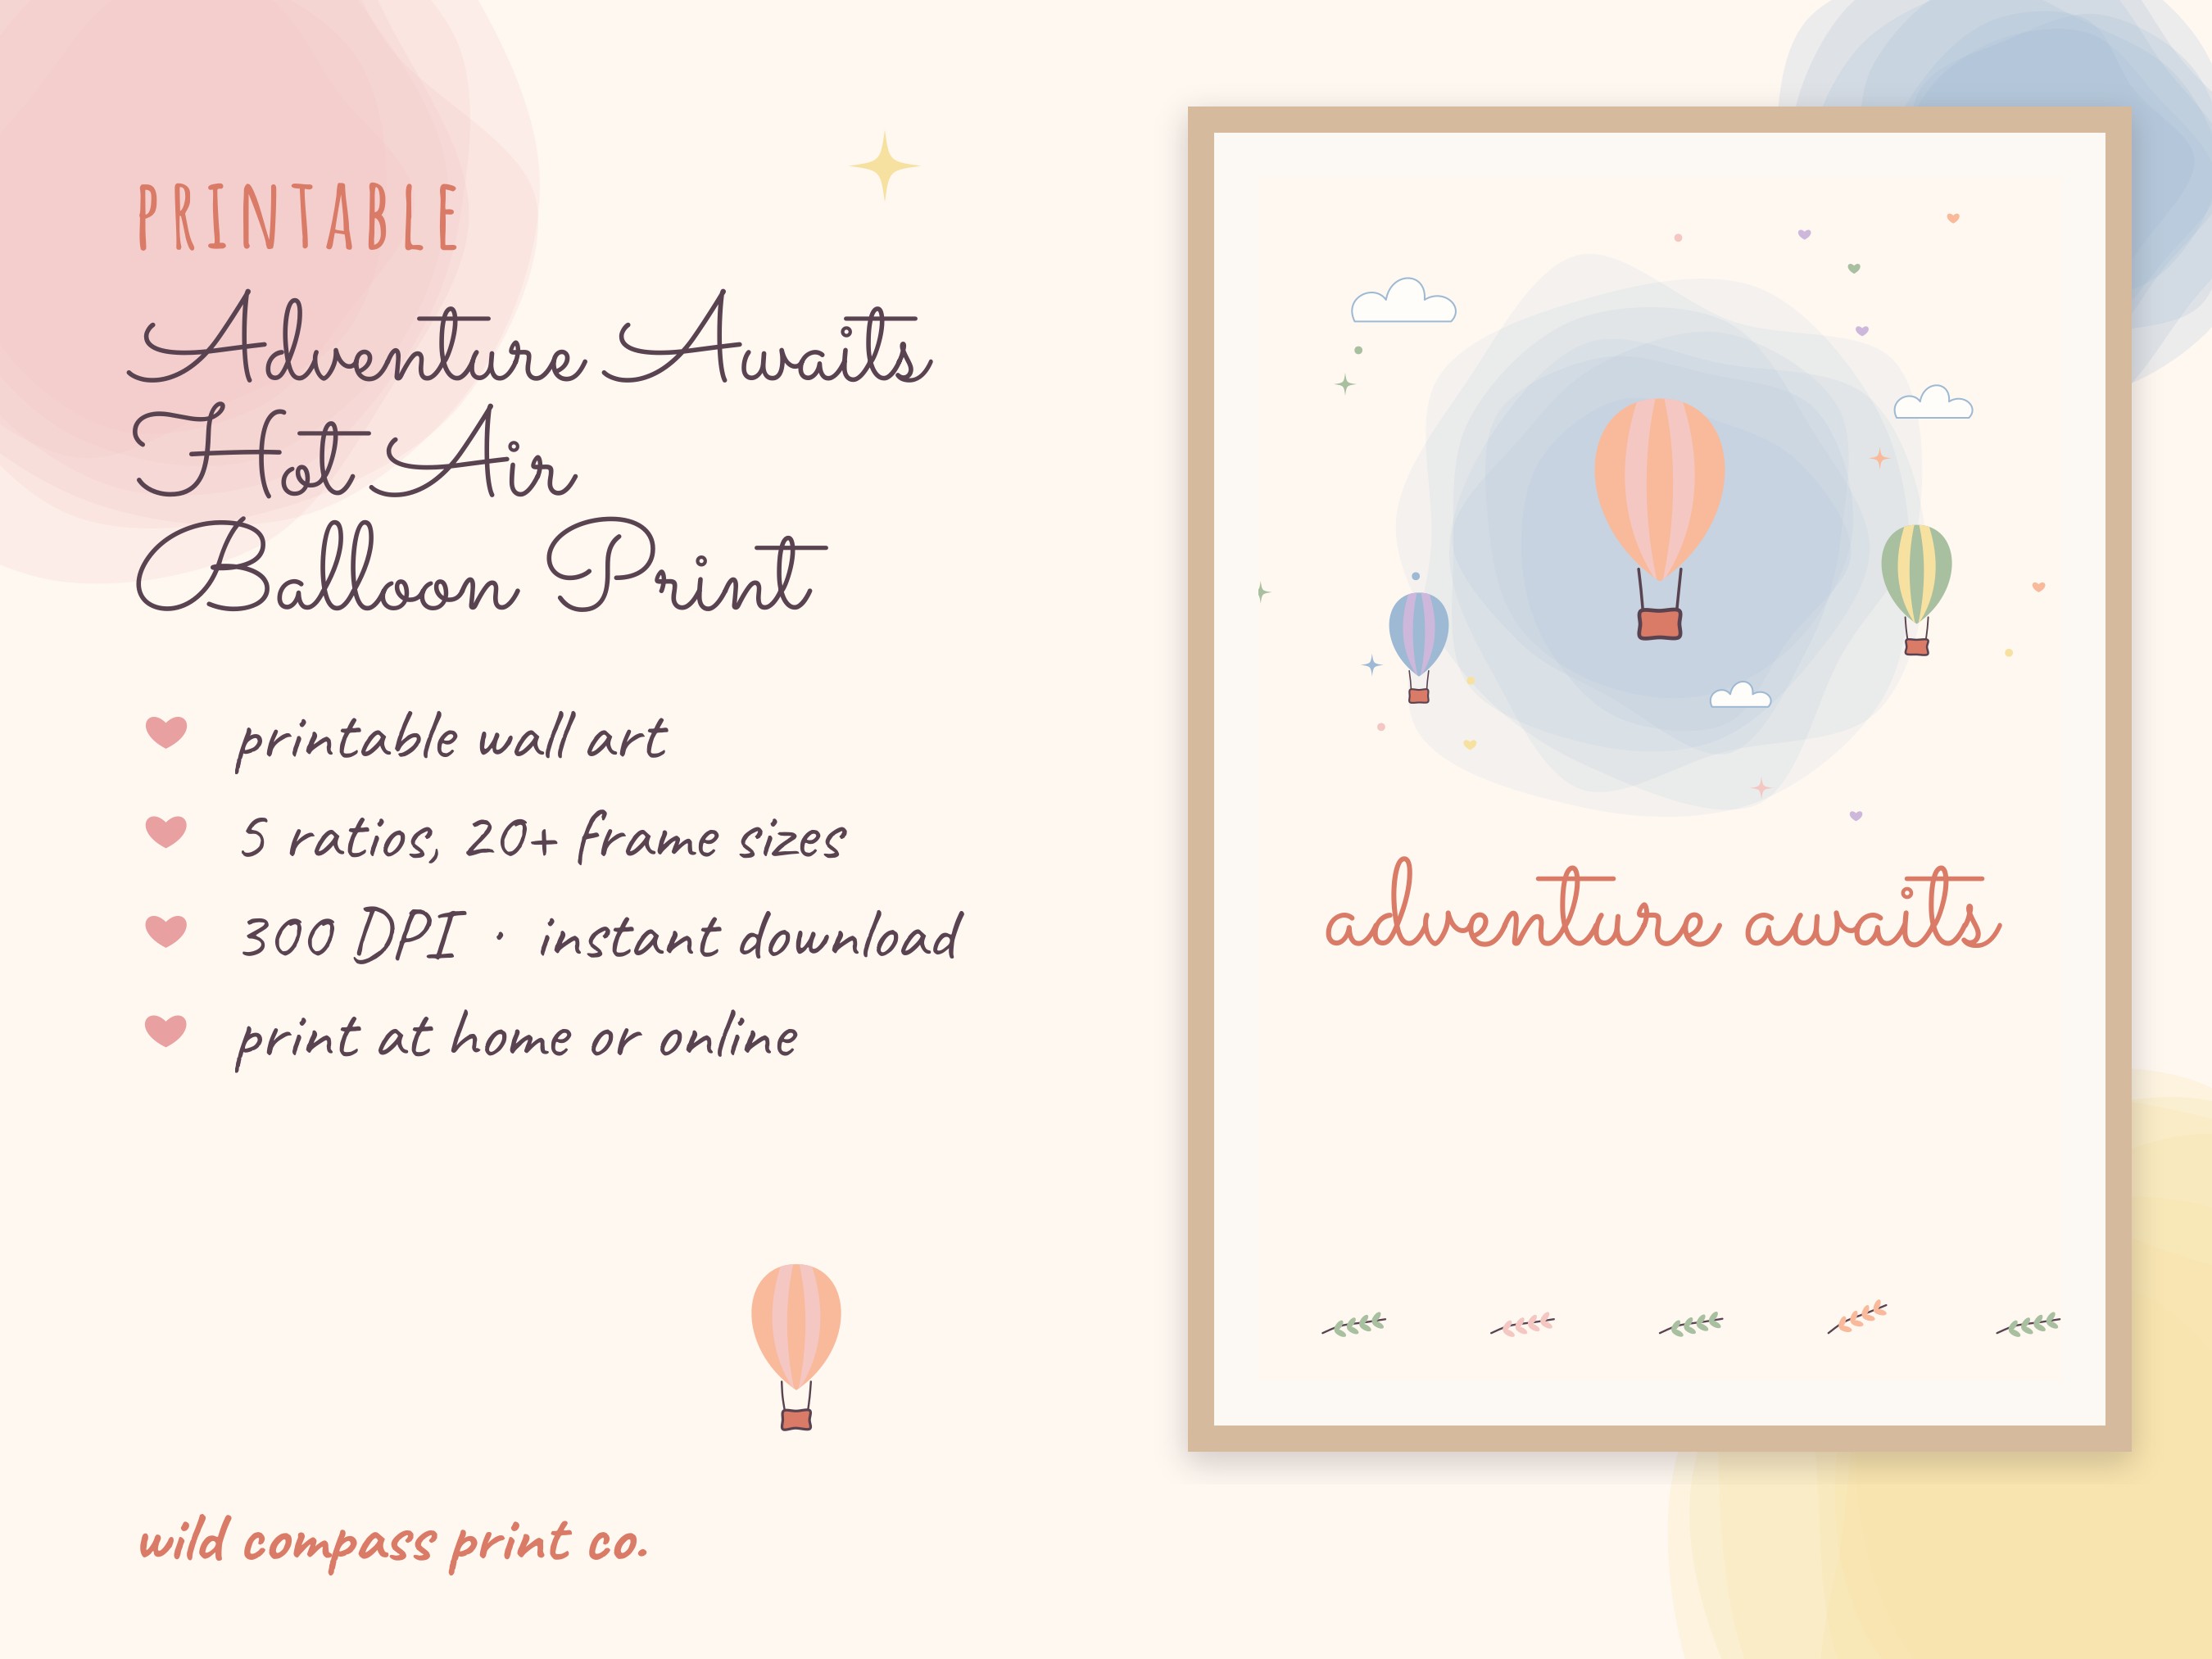 PRINTABLE
Adventure Awaits
Hot Air
Balloon Print
printable wall art
5 ratios, 20+ frame sizes
300 DPI · instant download
print at home or online
wild compass print co.
adventure awaits